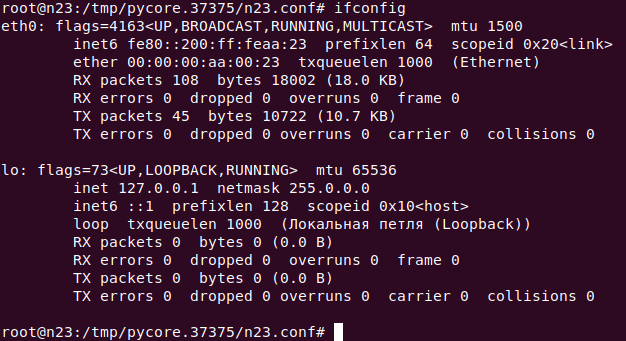 root@n23:/tmp/pycore.37375/n23.conf# ifconfig
eth0: flags=4163<UP,BROADCAST,RUNNING,MULTICAST>  mtu 1500
        inet6 fe80::200:ff:feaa:23  prefixlen 64  scopeid 0x20<link>
        ether 00:00:00:aa:00:23  txqueuelen 1000  (Ethernet)
        RX packets 108  bytes 18002 (18.0 KB)
        RX errors 0  dropped 0  overruns 0  frame 0
        TX packets 45  bytes 10722 (10.7 KB)
        TX errors 0  dropped 0 overruns 0  carrier 0  collisions 0

lo: flags=73<UP,LOOPBACK,RUNNING>  mtu 65536
        inet 127.0.0.1  netmask 255.0.0.0
        inet6 ::1  prefixlen 128  scopeid 0x10<host>
        loop  txqueuelen 1000  (Локальная петля (Loopback))
        RX packets 0  bytes 0 (0.0 B)
        RX errors 0  dropped 0  overruns 0  frame 0
        TX packets 0  bytes 0 (0.0 B)
        TX errors 0  dropped 0 overruns 0  carrier 0  collisions 0

root@n23:/tmp/pycore.37375/n23.conf#